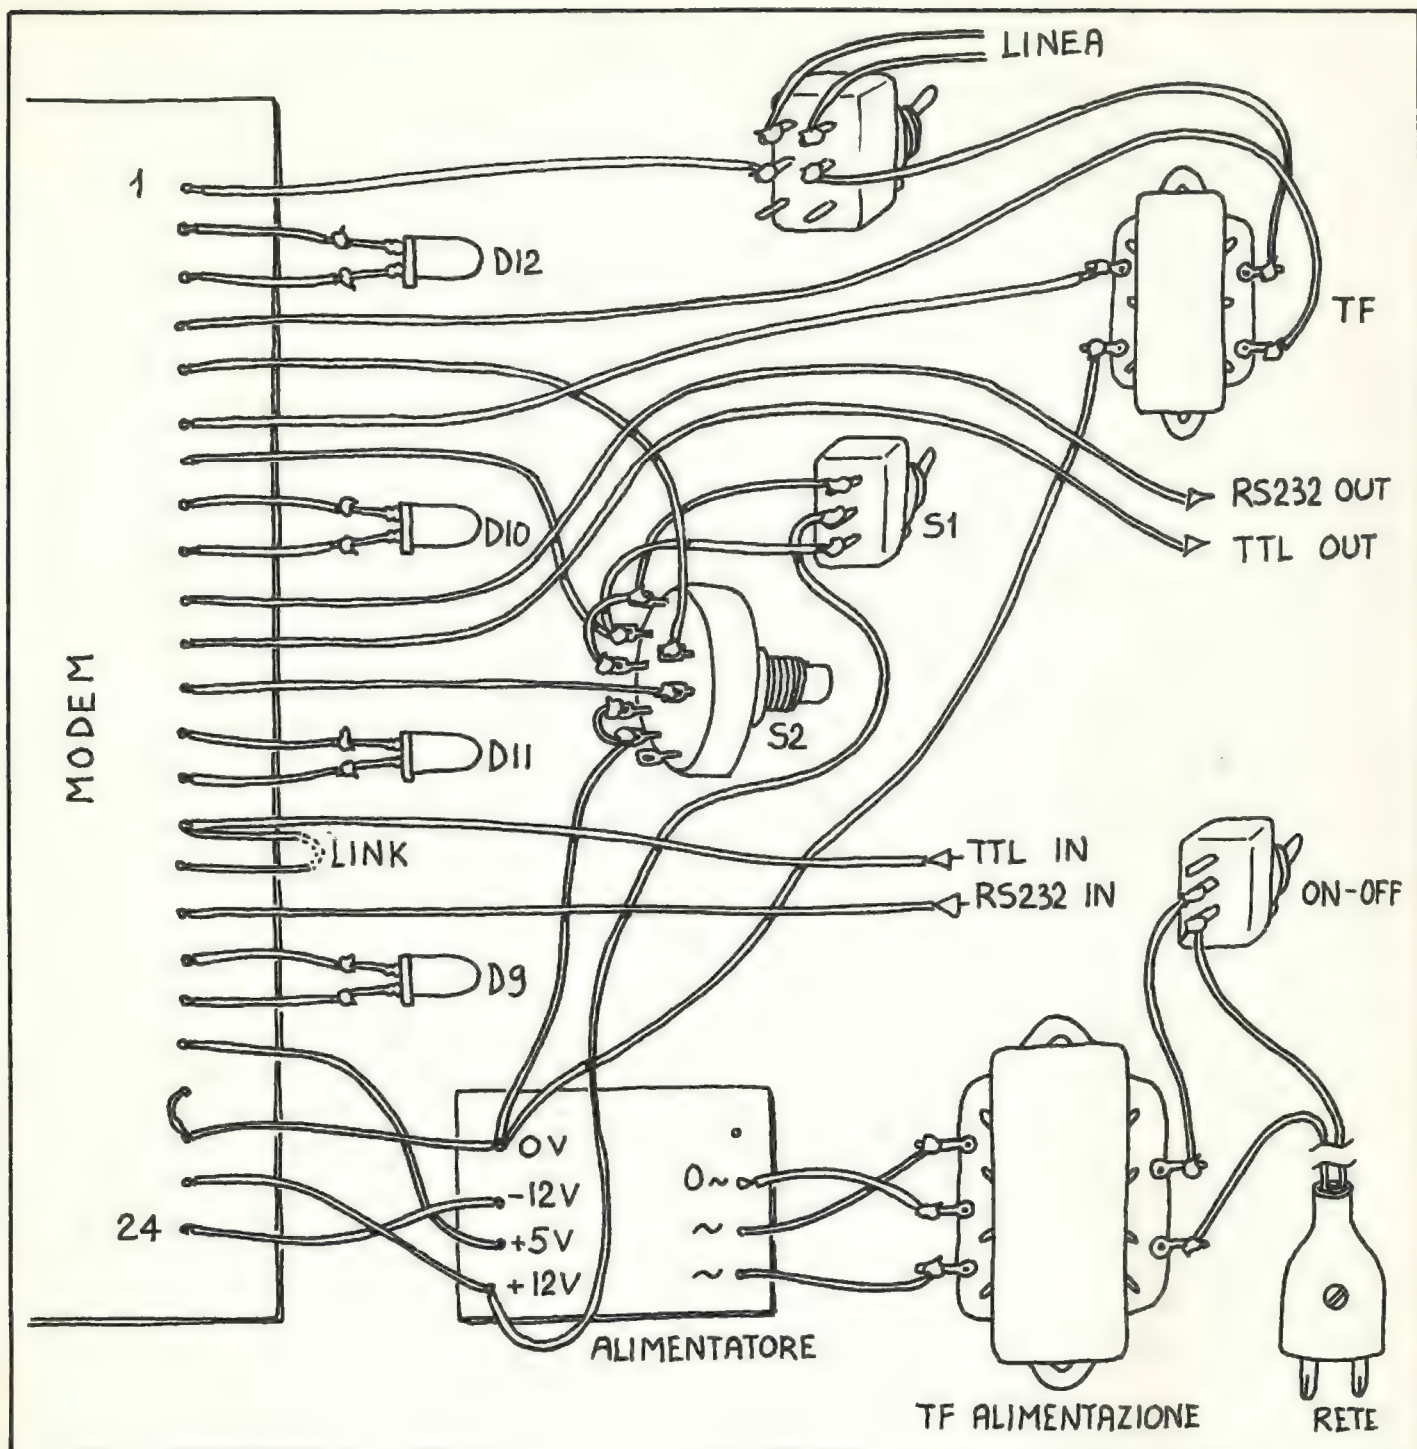 LINEA
1
D12
TF
RS232 OUT
D10
S1
TTL OUT
MODEM
S2
D11
LINK
TTL IN
RS232 IN
ON-OFF
D9
0V
0~
-12V
24
~
+5V
~
+12V
ALIMENTATORE
TF ALIMENTAZIONE
RETE